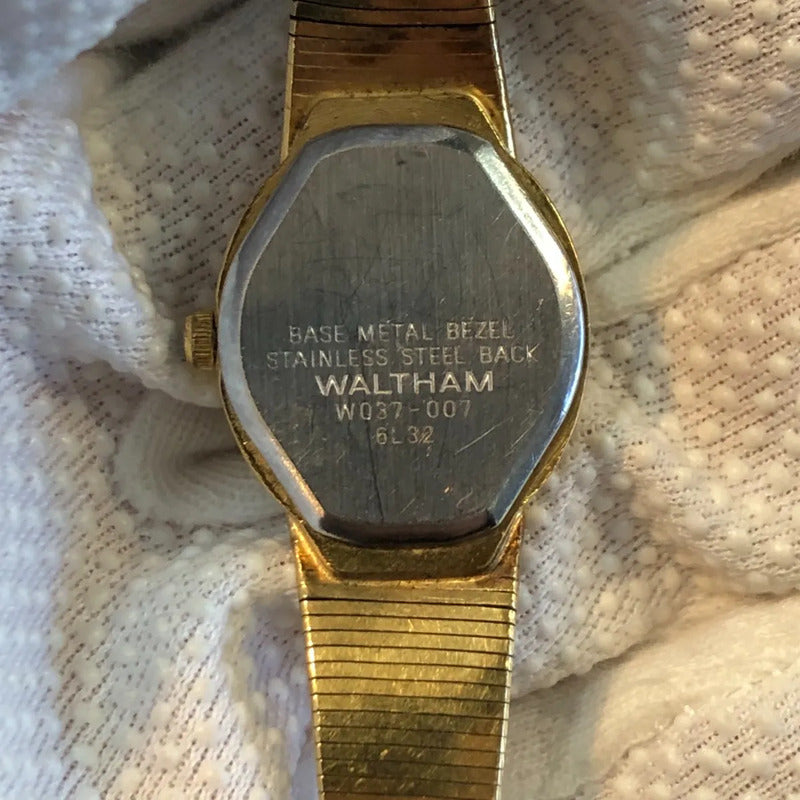 BASE METAL BEZEL
STAINLESS STEEL BACK
WALTHAM
W037-007
6L32